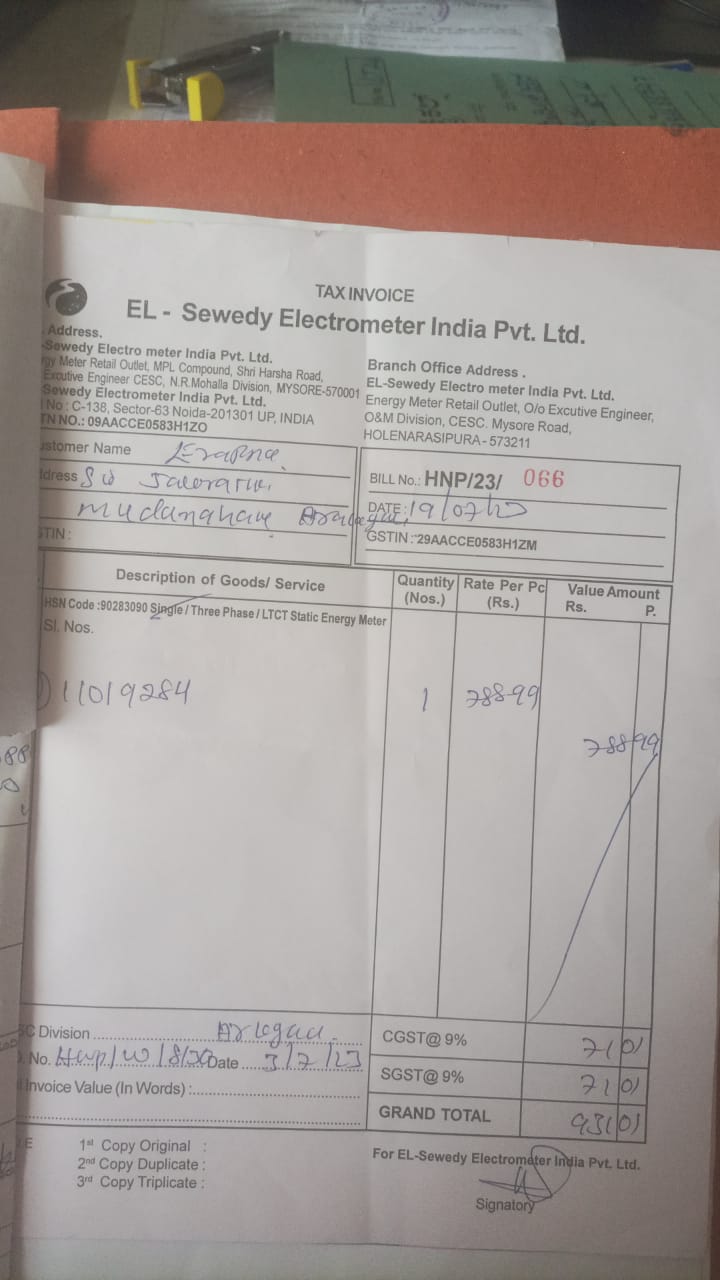 TAX INVOICE
EL - Sewedy Electrometer India Pvt. Ltd.
Address.
Sewedy Electro meter India Pvt. Ltd.
gy Meter Retail Outlet, MPL Compound, Shri Harsha Road,
Excutive Engineer CESC, N.R.Mohalla Division, MYSORE-570001
Sewedy Electrometer India Pvt. Ltd.
No : C-138, Sector-63 Noida-201301 UP, INDIA
TN NO.: 09AACCE0583H1ZO
Branch Office Address .
EL-Sewedy Electro meter India Pvt. Ltd.
Energy Meter Retail Outlet, O/o Excutive Engineer,
O&M Division, CESC. Mysore Road,
HOLENARASIPURA - 573211
ustomer Name
dress S/o
STIN :
BILL No.: HNP/23/ 066
DATE : 19/07/23
GSTIN : 29AACCE0583H1ZM
Description of Goods/ Service Quantity (Nos.) Rate Per Pc (Rs.) Value Amount Rs. P.
HSN Code :90283090 Single / Three Phase / LTCT Static Energy Meter
Sl. Nos.
11019284 1 788 99
788 99
C Division
No. Date 3/7/23
Invoice Value (In Words) :
CGST@ 9% 71 01
SGST@ 9% 71 01
GRAND TOTAL 931 01
E 1st Copy Original :
2nd Copy Duplicate :
3rd Copy Triplicate :
For EL-Sewedy Electrometer India Pvt. Ltd.
Signatory